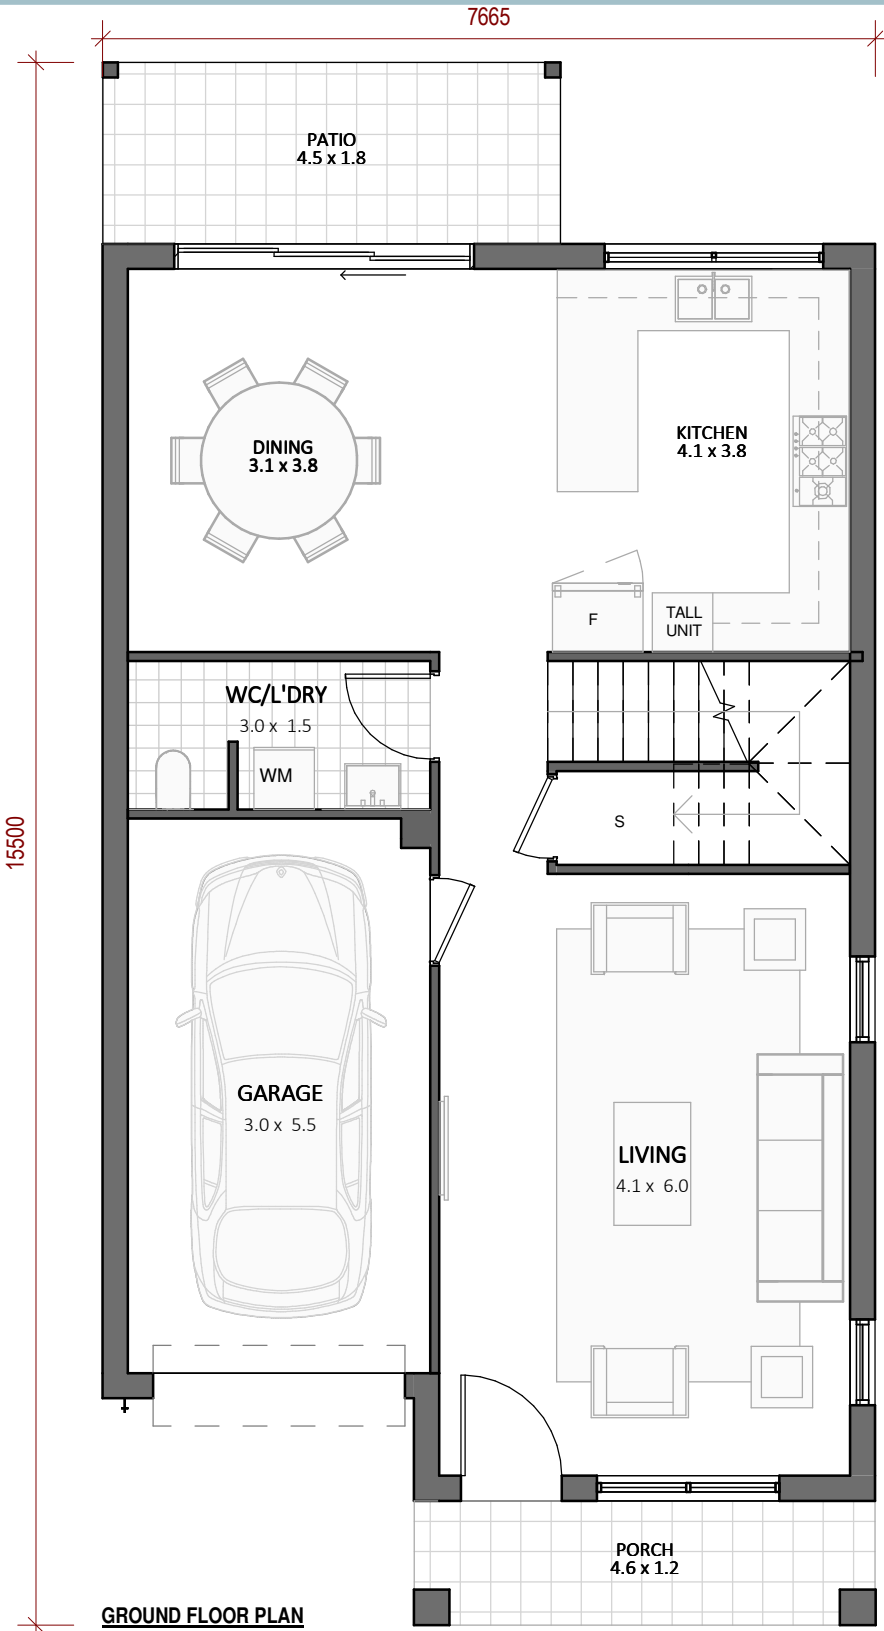 7665
PATIO
4.5 x 1.8
DINING
3.1 x 3.8
KITCHEN
4.1 x 3.8
F
TALL
UNIT
WC/L'DRY
3.0 x 1.5
WM
S
15500
GARAGE
3.0 x 5.5
LIVING
4.1 x 6.0
PORCH
4.6 x 1.2
GROUND FLOOR PLAN